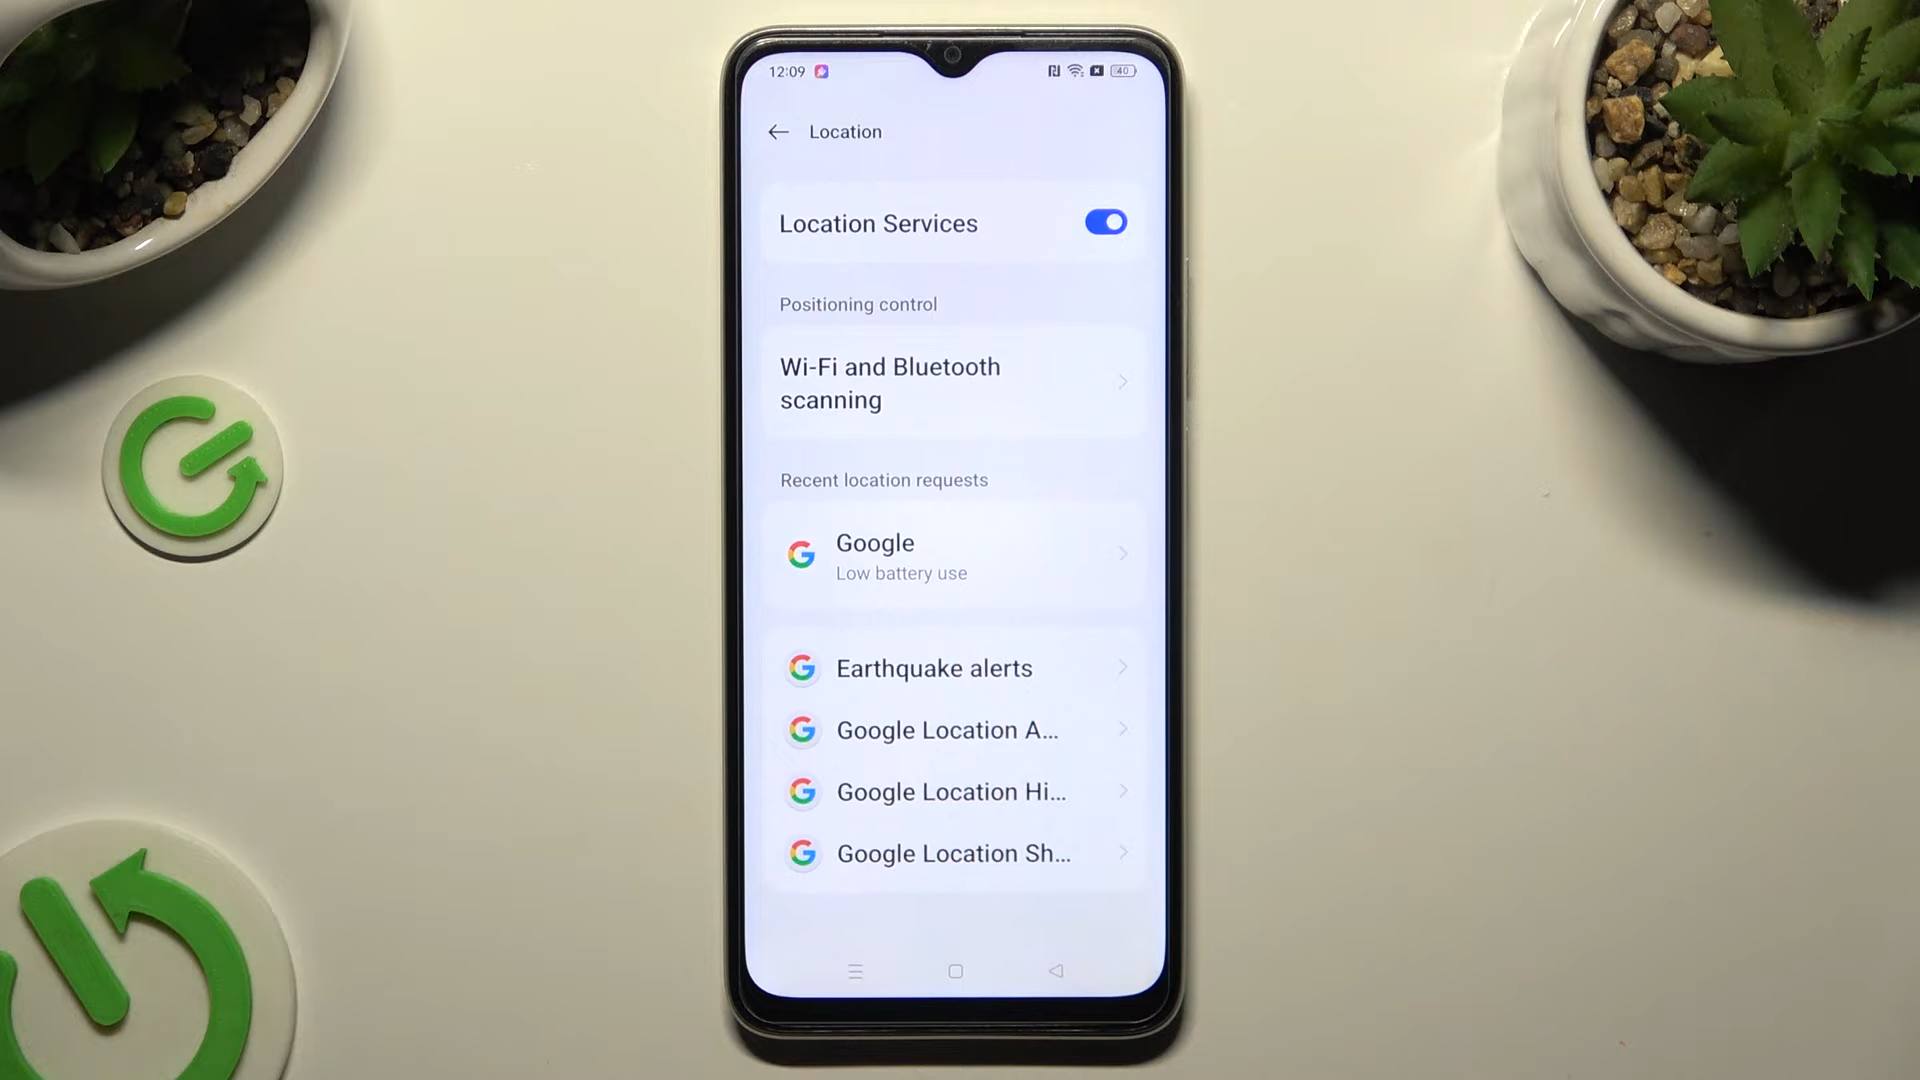 12:09
40
Location
Location Services
Positioning control
Wi-Fi and Bluetooth
scanning
Recent location requests
Google
Low battery use
Earthquake alerts
Google Location A...
Google Location Hi...
Google Location Sh...